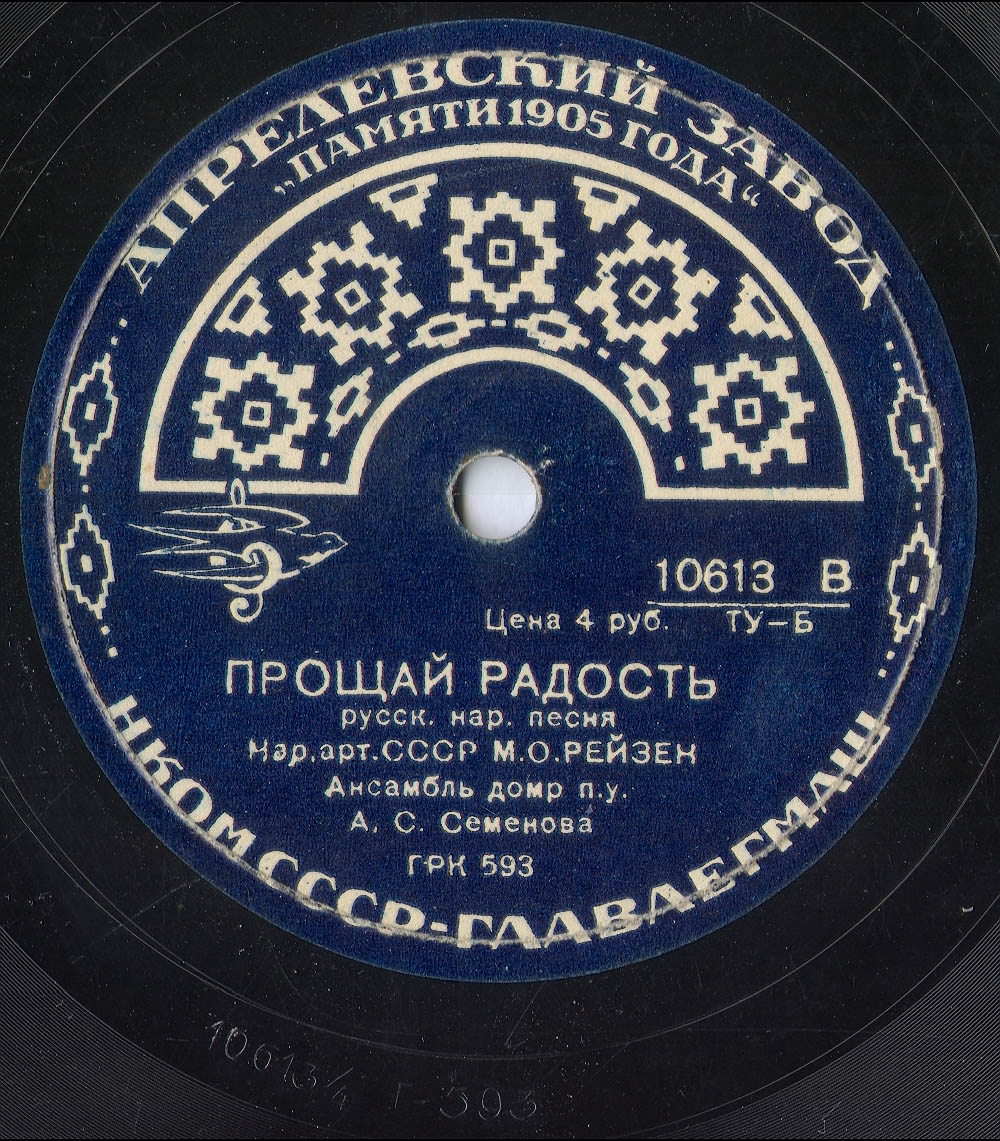 АПРЕЛЕВСКИЙ ЗАВОД
„ПАМЯТИ 1905 ГОДА“
10613 В
Цена 4 руб. ТУ–Б
ПРОЩАЙ РАДОСТЬ
русск. нар. песня
Нар.арт.СССР М.О.РЕЙЗЕН
Ансамбль домр п.у.
А. С. Семенова
ГРК 593
НКОМ СССР-ГЛАВЛЕГМАШ
10613/4 Г-593